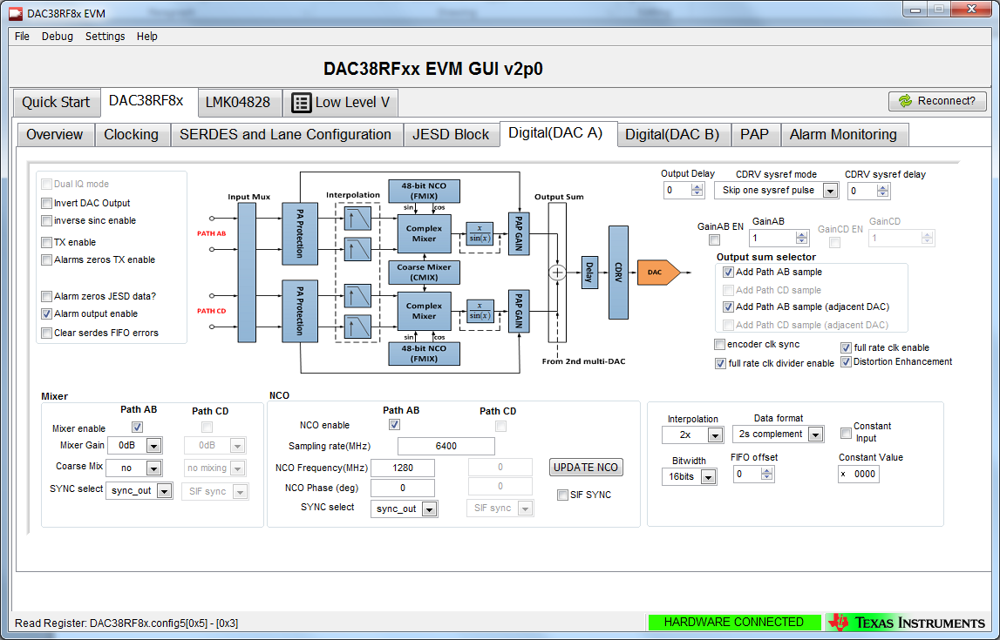 DAC38RF8x EVM
File Debug Settings Help
DAC38RFxx EVM GUI v2p0
Quick Start DAC38RF8x LMK04828 Low Level V Reconnect?
Overview Clocking SERDES and Lane Configuration JESD Block Digital(DAC A) Digital(DAC B) PAP Alarm Monitoring
Dual IQ mode
Invert DAC Output
inverse sinc enable
TX enable
Alarms zeros TX enable
Alarm zeros JESD data?
Alarm output enable
Clear serdes FIFO errors
Input Mux
PATH AB
PATH CD
PA Protection
PA Protection
Interpolation
48-bit NCO
(FMIX)
sin cos
Complex
Mixer
x
sin(x)
Coarse Mixer
(CMIX)
Complex
Mixer
x
sin(x)
sin cos
48-bit NCO
(FMIX)
PAP GAIN
PAP GAIN
Output Sum
From 2nd multi-DAC
Delay
CDRV
DAC
Output Delay CDRV sysref mode CDRV sysref delay
0 Skip one sysref pulse 0
GainAB EN GainAB GainCD EN GainCD
1 1
Output sum selector
Add Path AB sample
Add Path CD sample
Add Path AB sample (adjacent DAC)
Add Path CD sample (adjacent DAC)
encoder clk sync full rate clk enable
full rate clk divider enable Distortion Enhancement
Mixer
Path AB Path CD
Mixer enable
Mixer Gain 0dB 0dB
Coarse Mix no no mixing
SYNC select sync_out SIF sync
NCO
Path AB Path CD
NCO enable
Sampling rate(MHz) 6400
NCO Frequency(MHz) 1280 0 UPDATE NCO
NCO Phase (deg) 0 0 SIF SYNC
SYNC select sync_out SIF sync
Interpolation Data format
2x 2s complement Constant
Input
Bitwidth FIFO offset Constant Value
16bits 0 x 0000
Read Register: DAC38RF8x.config5[0x5] - [0x3] HARDWARE CONNECTED TEXAS INSTRUMENTS